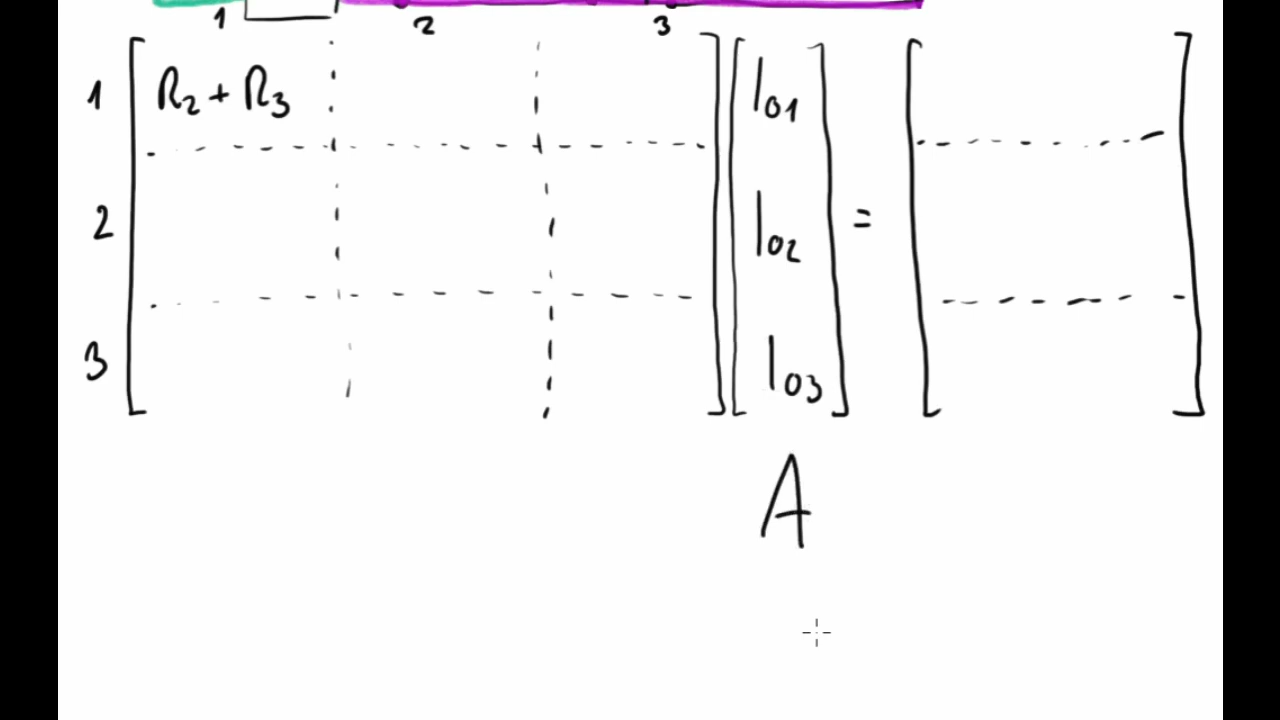 1 2 3
1 R₂ + R₃ I₀₁
2 I₀₂ =
3 I₀₃
A